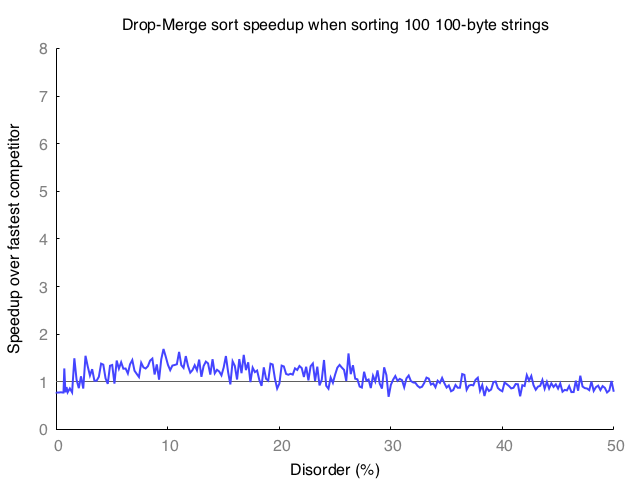 Drop-Merge sort speedup when sorting 100 100-byte strings
Speedup over fastest competitor
8
7
6
5
4
3
2
1
0
0 10 20 30 40 50
Disorder (%)